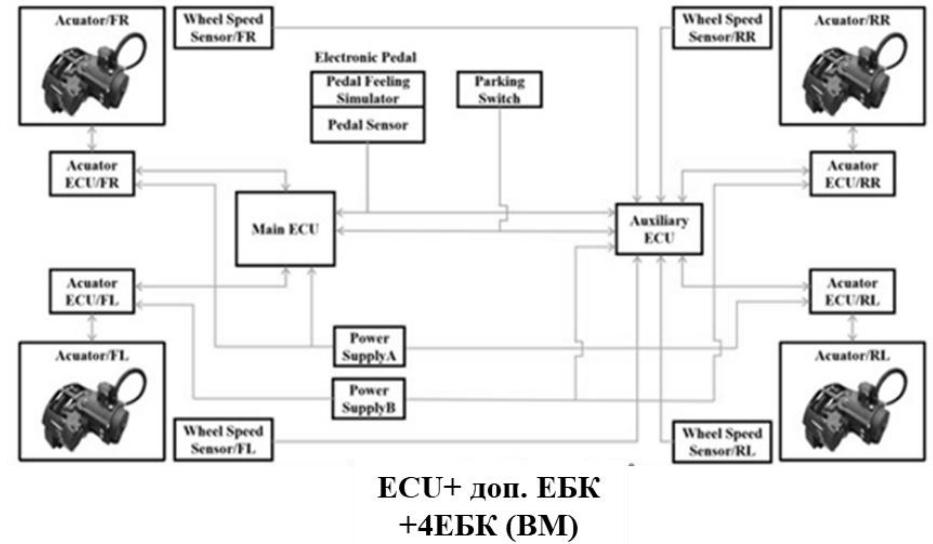 Acuator/FR
Wheel Speed
Sensor/FR
Wheel Speed
Sensor/RR
Acuator/RR
Electronic Pedal
Pedal Feeling
Simulator
Pedal Sensor
Parking
Switch
Acuator
ECU/FR
Acuator
ECU/RR
Main ECU
Auxiliary
ECU
Acuator
ECU/FL
Acuator
ECU/RL
Power
SupplyA
Acuator/FL
Acuator/RL
Power
SupplyB
Wheel Speed
Sensor/FL
Wheel Speed
Sensor/RL
ECU+ доп. ЕБК
+4ЕБК (ВМ)